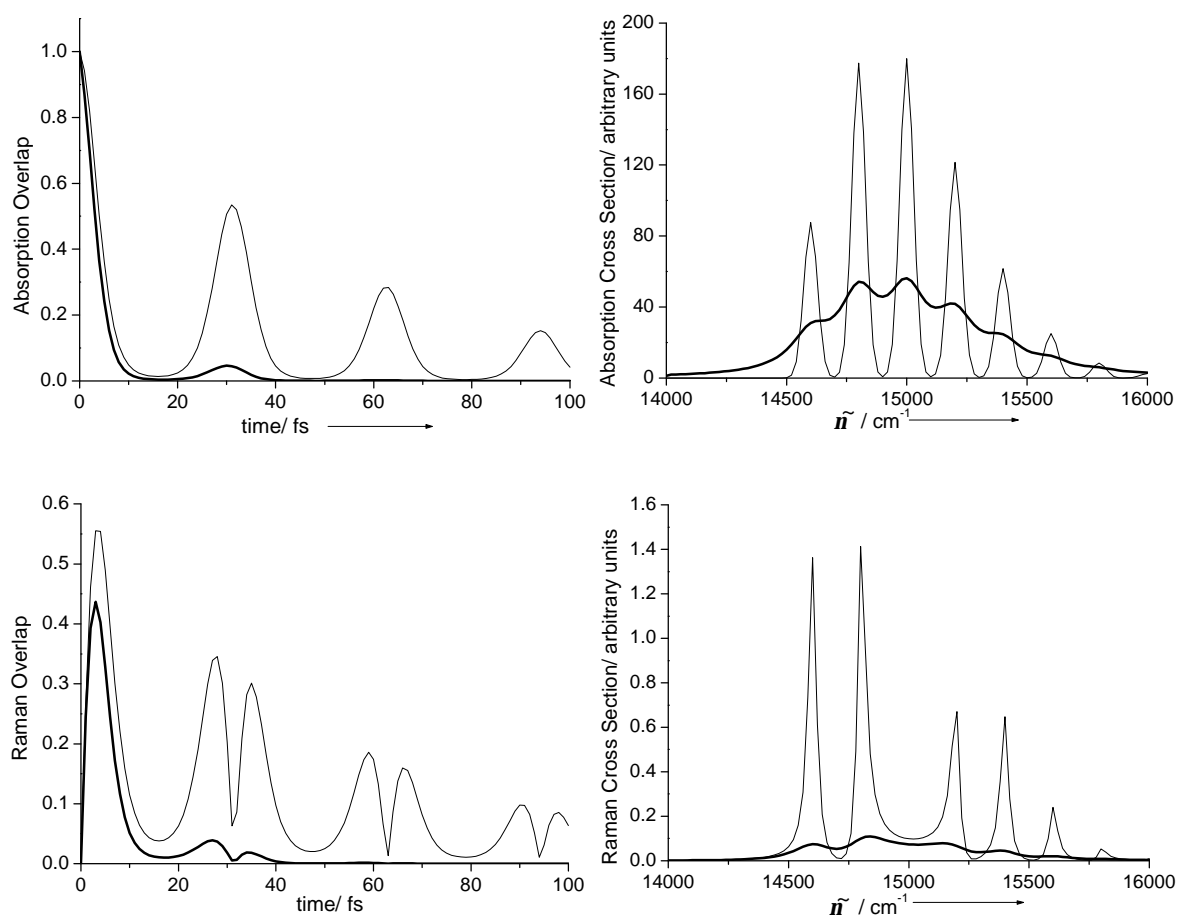 1.0
0.8
0.6
0.4
0.2
0.0
Absorption Overlap
0 20 40 60 80 100
time/ fs
200
160
120
80
40
0
Absorption Cross Section/ arbitrary units
14000 14500 15000 15500 16000
ñ / cm-1
0.6
0.5
0.4
0.3
0.2
0.1
0.0
Raman Overlap
0 20 40 60 80 100
time/ fs
1.6
1.4
1.2
1.0
0.8
0.6
0.4
0.2
0.0
Raman Cross Section/ arbitrary units
14000 14500 15000 15500 16000
ñ / cm-1